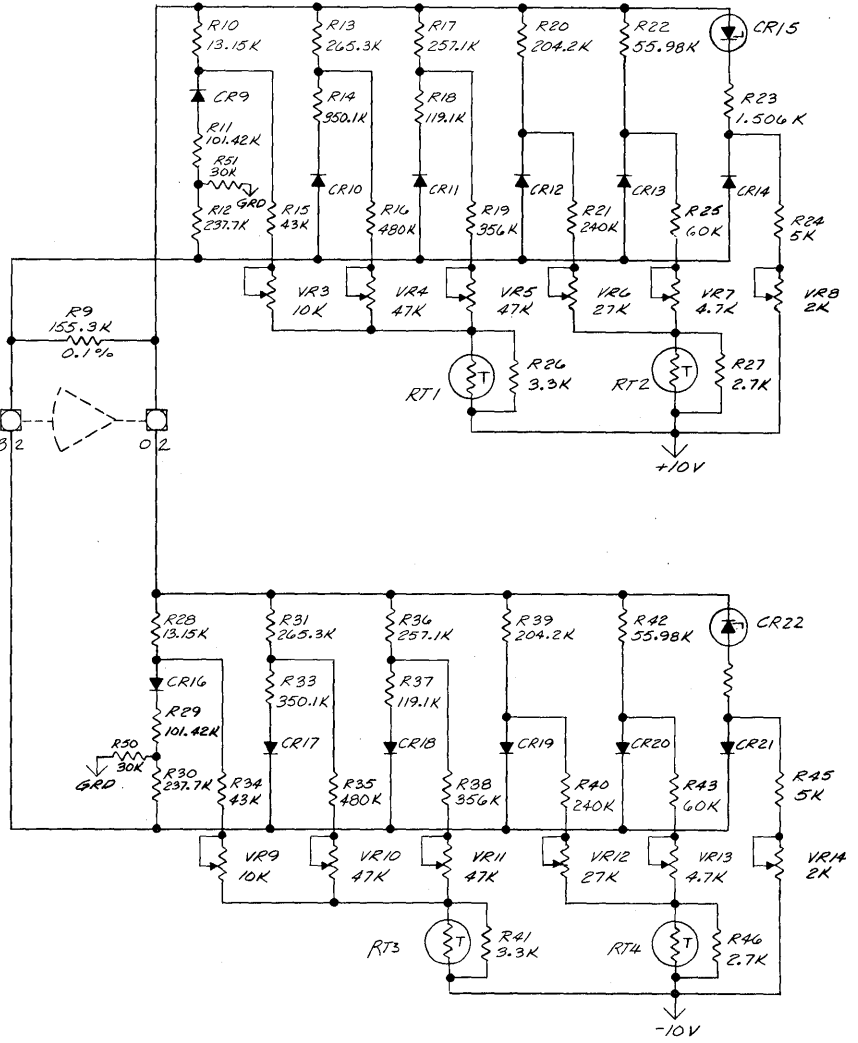 R10
13.15K
R13
265.3K
R17
257.1K
R20
204.2K
R22
55.98K
CR15
CR9
R14
350.1K
R18
119.1K
R23
1.506K
R11
101.42K
R51
30K
GRD
R12
237.7K
R15
43K
CR10
R16
480K
CR11
R19
356K
CR12
R21
240K
CR13
R25
60K
CR14
R24
5K
VR3
10K
VR4
47K
VR5
47K
VR6
27K
VR7
4.7K
VR8
2K
R9
155.3K
0.1%
RT1
T
R26
3.3K
RT2
T
R27
2.7K
+10V
B2
02
R28
13.15K
R31
265.3K
R36
257.1K
R39
204.2K
R42
55.98K
CR22
CR16
R33
350.1K
R37
119.1K
R29
101.42K
R50
30K
GRD
R30
237.7K
R34
43K
CR17
R35
480K
CR18
R38
356K
CR19
R40
240K
CR20
R43
60K
CR21
R45
5K
VR9
10K
VR10
47K
VR11
47K
VR12
27K
VR13
4.7K
VR14
2K
RT3
T
R41
3.3K
RT4
T
R46
2.7K
-10V